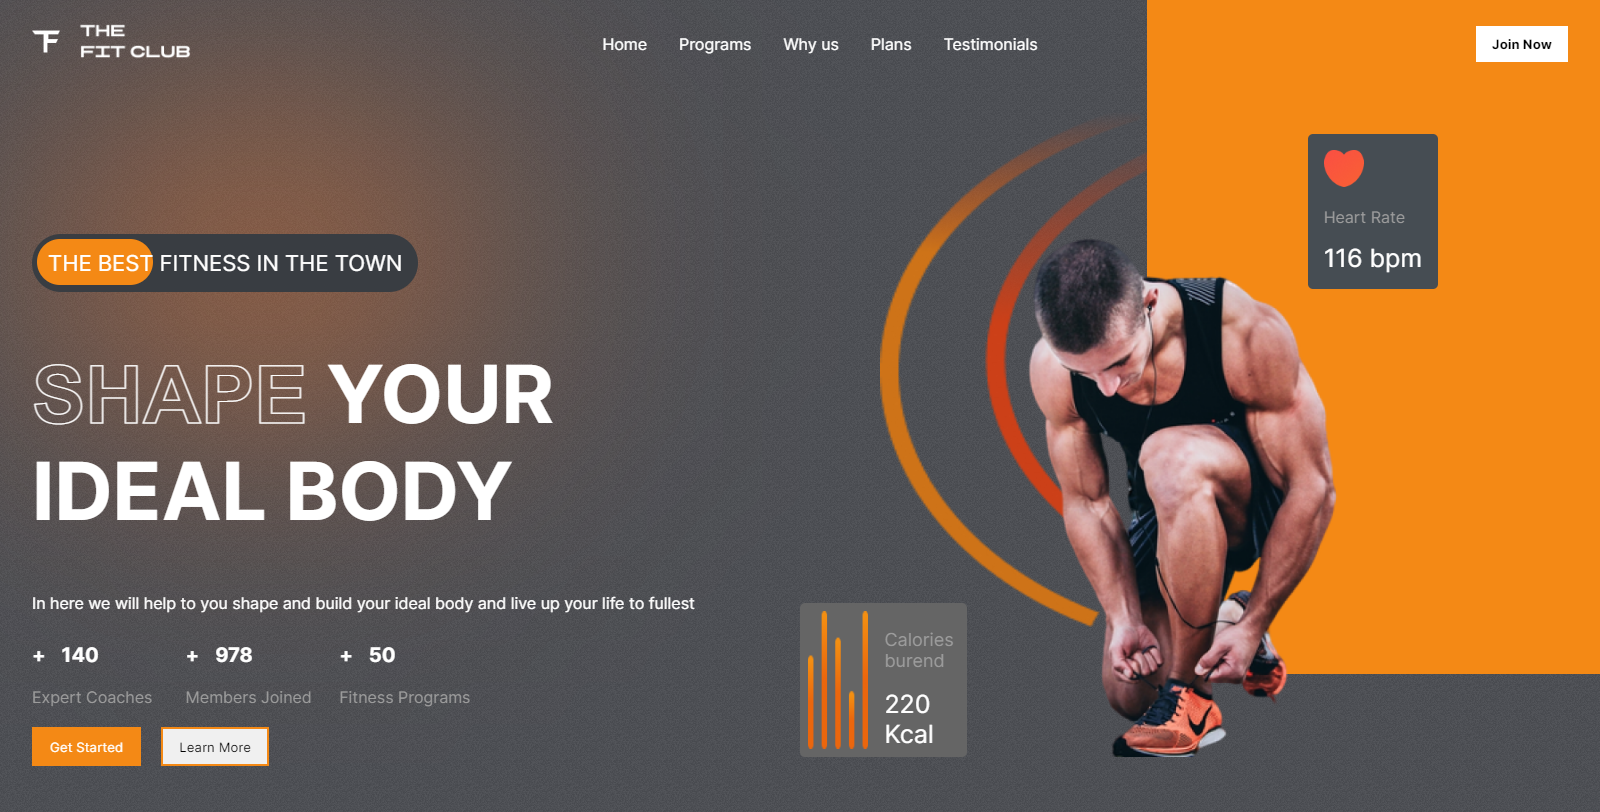 THE
FIT CLUB
Home Programs Why us Plans Testimonials
Join Now
Heart Rate
116 bpm
THE BEST FITNESS IN THE TOWN
SHAPE YOUR
IDEAL BODY
In here we will help to you shape and build your ideal body and live up your life to fullest
+ 140 + 978 + 50
Expert Coaches Members Joined Fitness Programs
Get Started Learn More
Calories
burend
220
Kcal